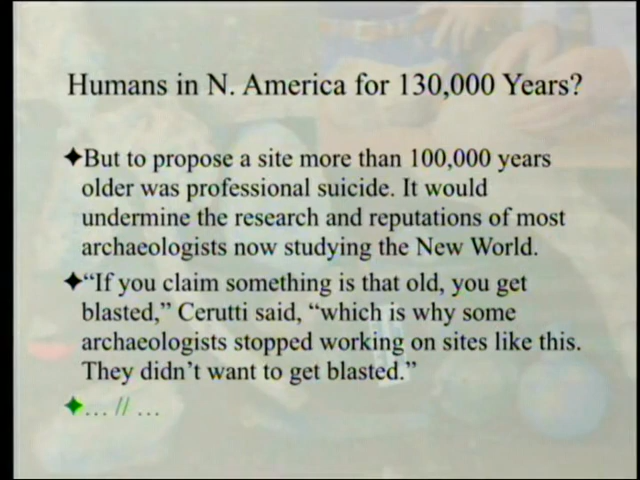 Humans in N. America for 130,000 Years?
✦But to propose a site more than 100,000 years
older was professional suicide. It would
undermine the research and reputations of most
archaeologists now studying the New World.
✦“If you claim something is that old, you get
blasted,” Cerutti said, “which is why some
archaeologists stopped working on sites like this.
They didn’t want to get blasted.”
✦… // …